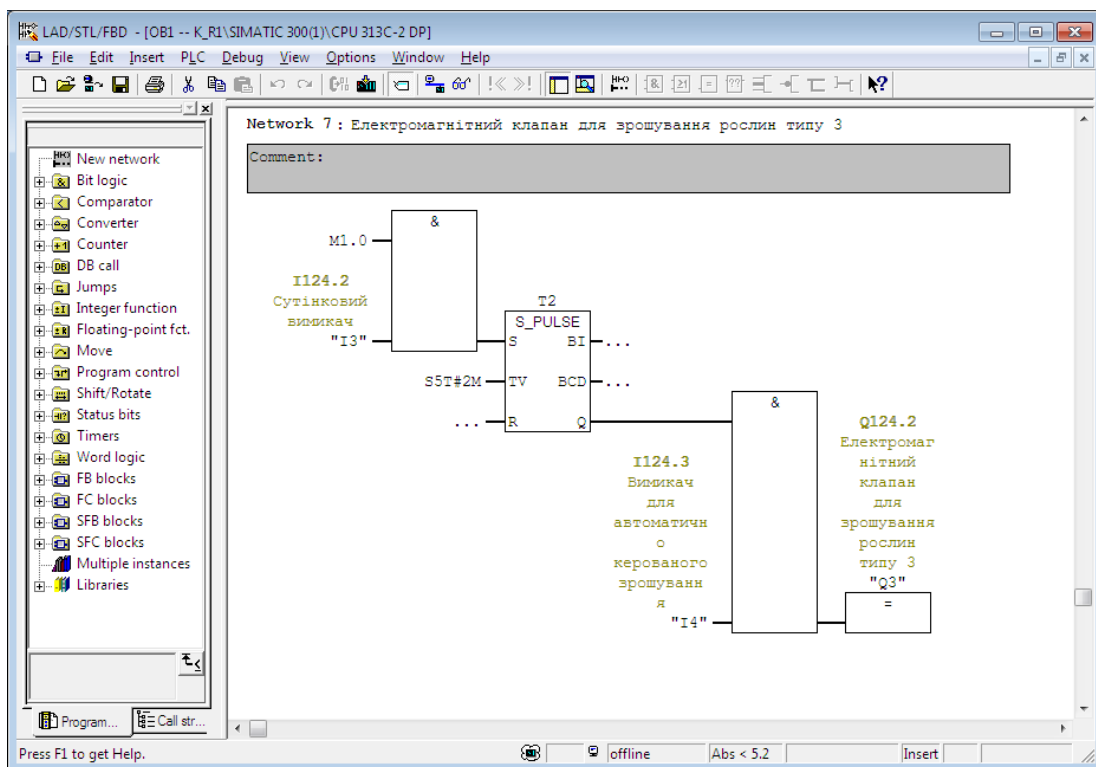 LAD/STL/FBD - [OB1 -- K_R1\SIMATIC 300(1)\CPU 313C-2 DP]
File Edit Insert PLC Debug View Options Window Help
New network
Bit logic
Comparator
Converter
Counter
DB call
Jumps
Integer function
Floating-point fct.
Move
Program control
Shift/Rotate
Status bits
Timers
Word logic
FB blocks
FC blocks
SFB blocks
SFC blocks
Multiple instances
Libraries
Program...
Call str...
Network 7 : Електромагнітний клапан для зрошування рослин типу 3
Comment:
&
M1.0
I124.2
Сутінковий
вимикач
"I3"
T2
S_PULSE
S BI ...
S5T#2M TV BCD ...
... R Q
&
I124.3
Вимикач
для
автоматичн
о
керованого
зрошуванн
я
"I4"
Q124.2
Електромаг
нітний
клапан
для
зрошування
рослин
типу 3
"Q3"
=
Press F1 to get Help.
offline
Abs < 5.2
Insert